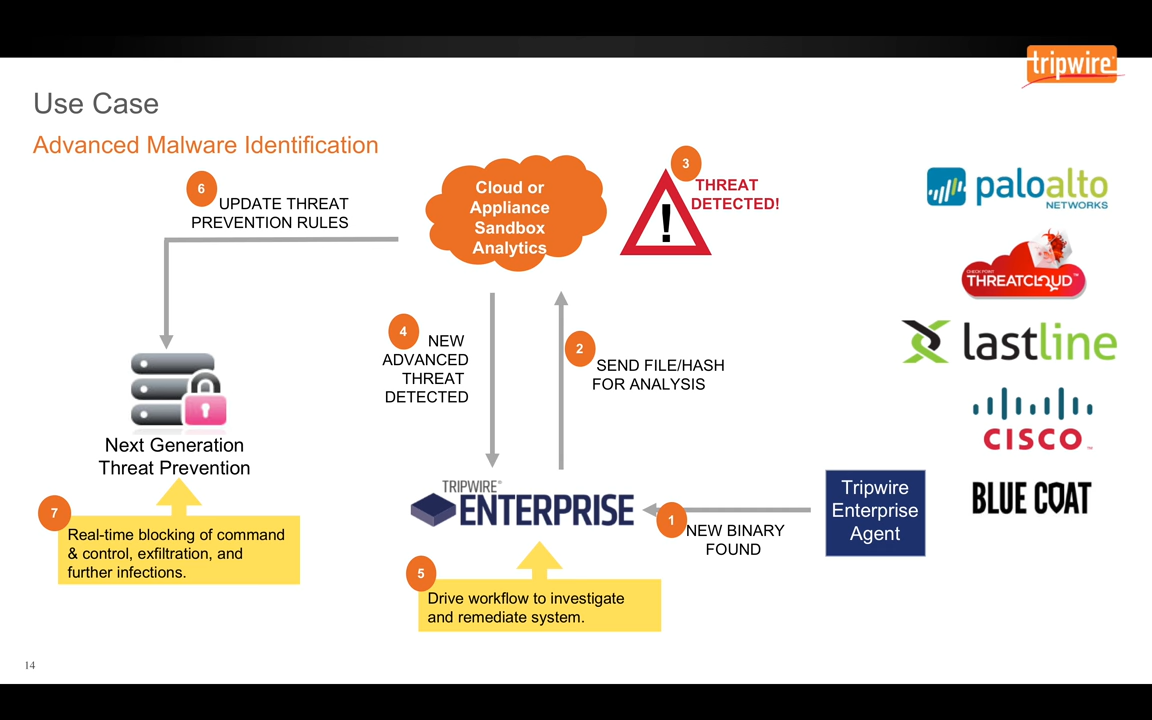 tripwire
Use Case
Advanced Malware Identification
6
UPDATE THREAT
PREVENTION RULES
Cloud or
Appliance
Sandbox
Analytics
3
THREAT
DETECTED!
!
paloalto
NETWORKS
CHECK POINT
THREATCLOUD™
lastline
4
NEW
ADVANCED
THREAT
DETECTED
2
SEND FILE/HASH
FOR ANALYSIS
CISCO™
Next Generation
Threat Prevention
TRIPWIRE®
ENTERPRISE
1
NEW BINARY
FOUND
Tripwire
Enterprise
Agent
BLUE COAT
7
Real-time blocking of command
& control, exfiltration, and
further infections.
5
Drive workflow to investigate
and remediate system.
14